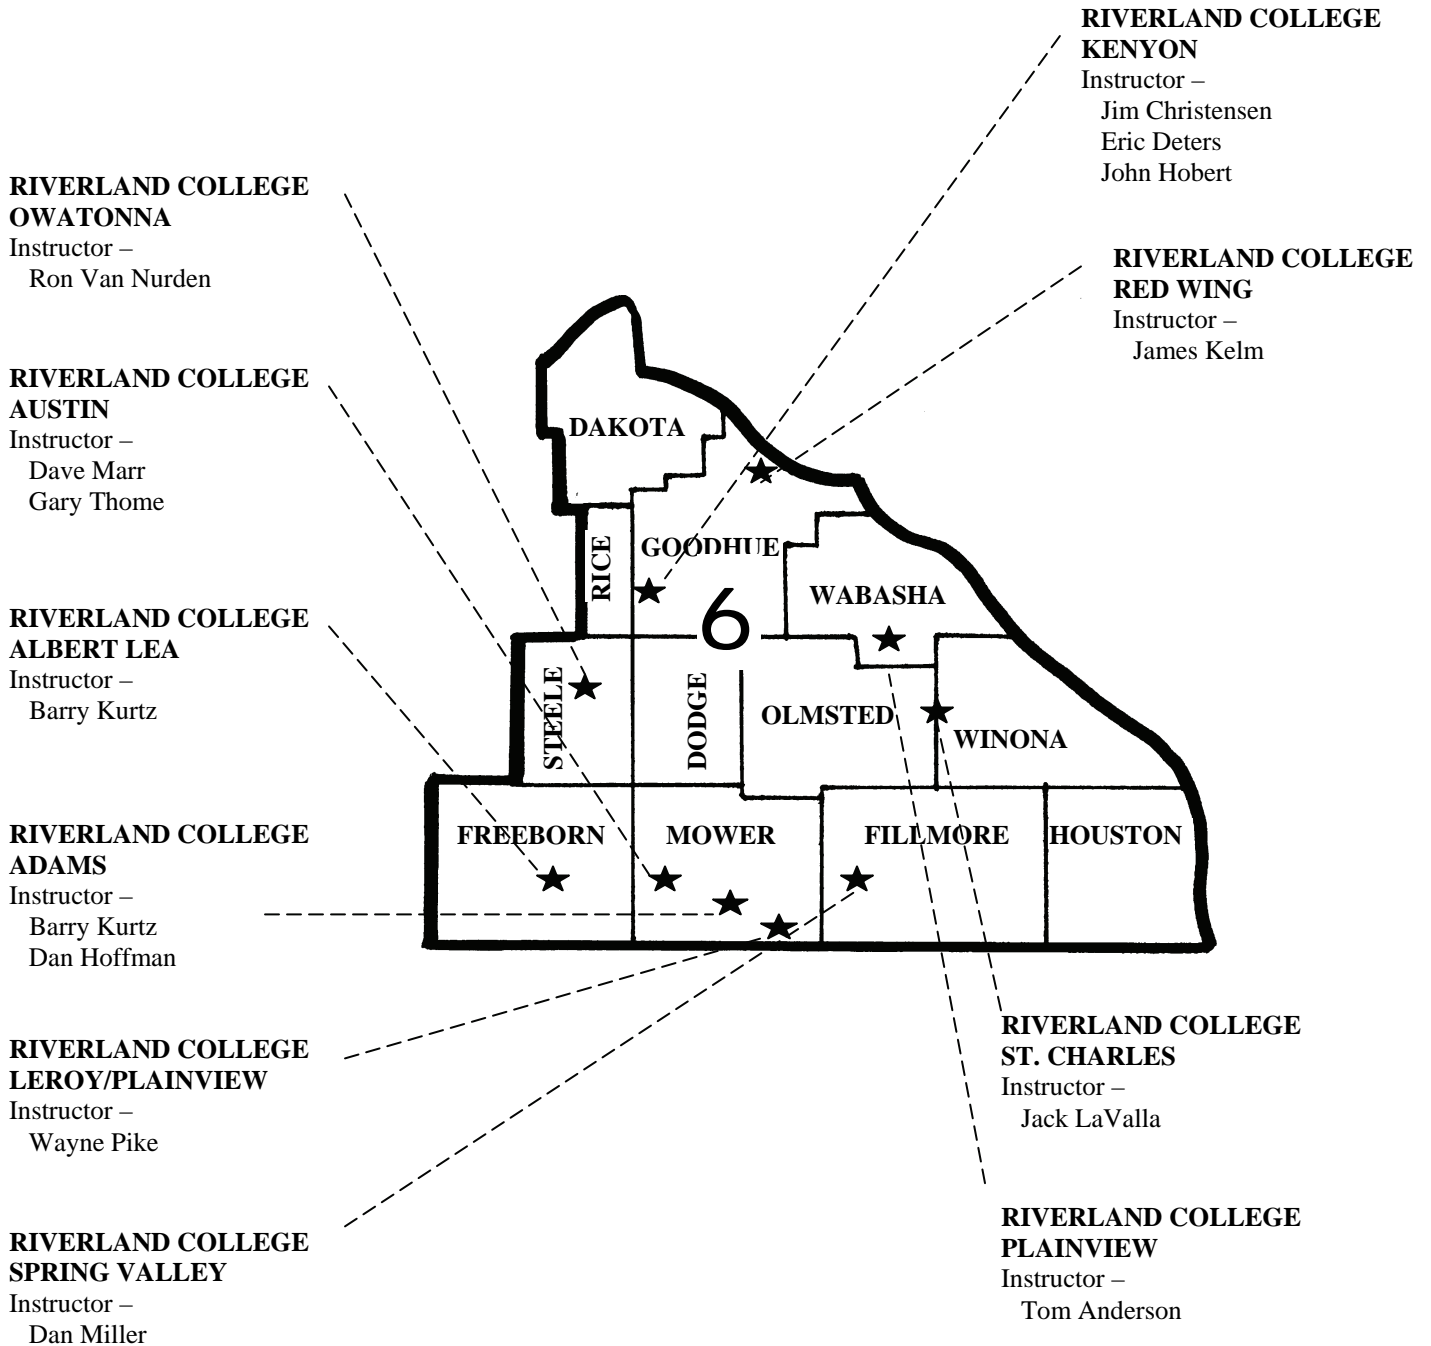 RIVERLAND COLLEGE
KENYON
Instructor –
Jim Christensen
Eric Deters
John Hobert
RIVERLAND COLLEGE
OWATONNA
Instructor –
Ron Van Nurden
RIVERLAND COLLEGE
RED WING
Instructor –
James Kelm
RIVERLAND COLLEGE
AUSTIN
Instructor –
Dave Marr
Gary Thome
DAKOTA
RICE
GOODHUE
6
WABASHA
RIVERLAND COLLEGE
ALBERT LEA
Instructor –
Barry Kurtz
STEELE
DODGE
OLMSTED
WINONA
FREEBORN
MOWER
FILLMORE
HOUSTON
RIVERLAND COLLEGE
ADAMS
Instructor –
Barry Kurtz
Dan Hoffman
RIVERLAND COLLEGE
LEROY/PLAINVIEW
Instructor –
Wayne Pike
RIVERLAND COLLEGE
ST. CHARLES
Instructor –
Jack LaValla
RIVERLAND COLLEGE
SPRING VALLEY
Instructor –
Dan Miller
RIVERLAND COLLEGE
PLAINVIEW
Instructor –
Tom Anderson